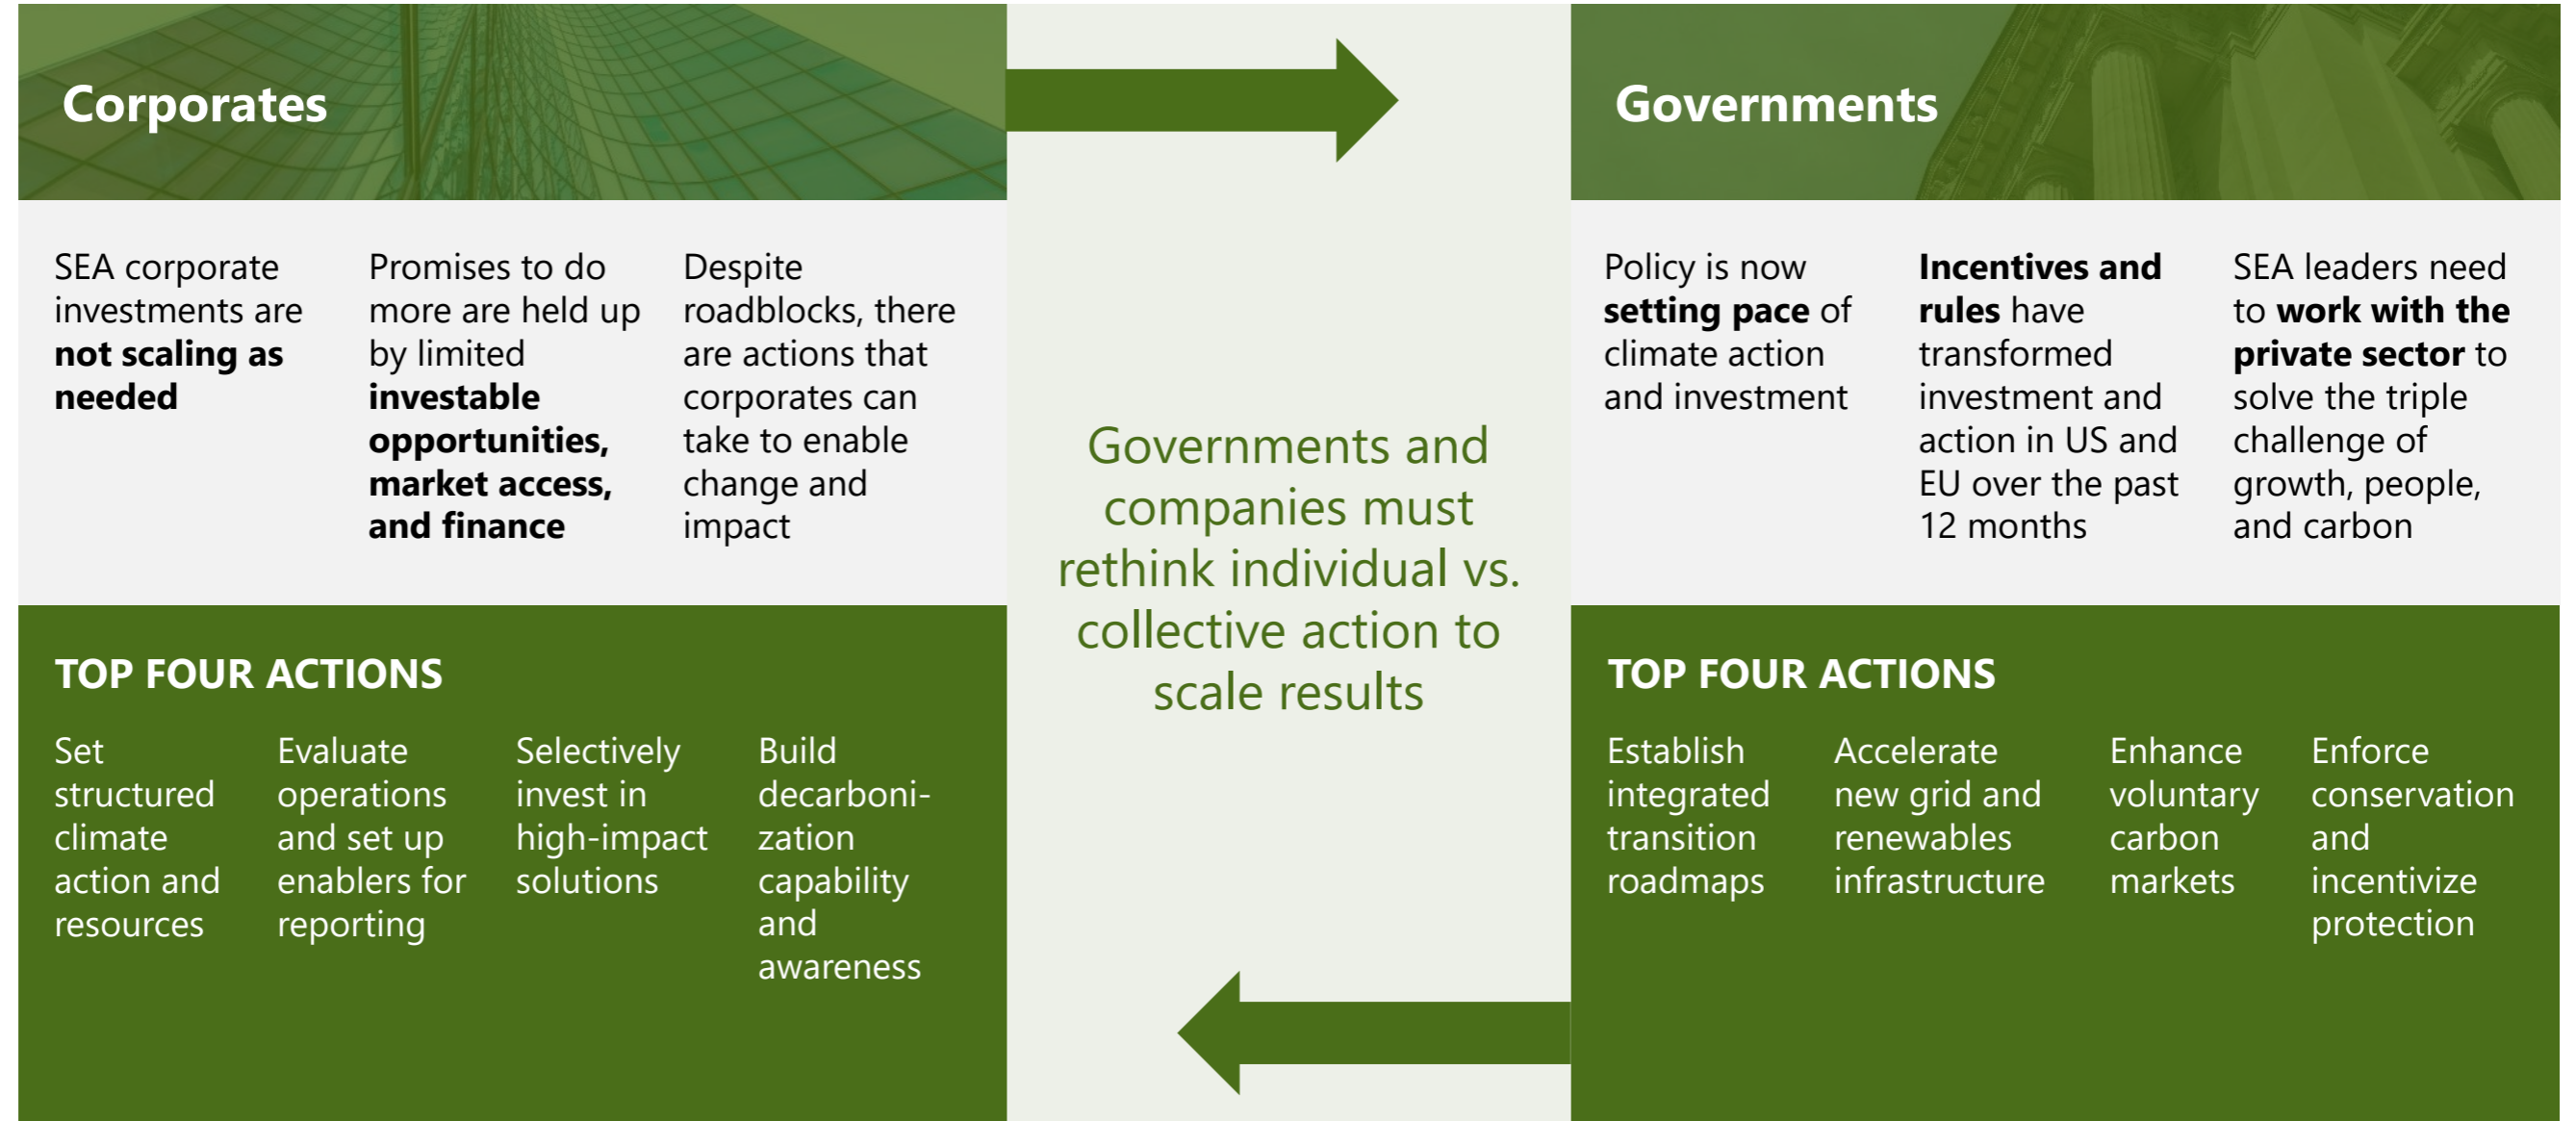 Corporates
SEA corporate
investments are
not scaling as
needed
Promises to do
more are held up
by limited
investable
opportunities,
market access,
and finance
Despite
roadblocks, there
are actions that
corporates can
take to enable
change and
impact
TOP FOUR ACTIONS
Set
structured
climate
action and
resources
Evaluate
operations
and set up
enablers for
reporting
Selectively
invest in
high-impact
solutions
Build
decarboni-
zation
capability
and
awareness
Governments and
companies must
rethink individual vs.
collective action to
scale results
Governments
Policy is now
setting pace of
climate action
and investment
Incentives and
rules have
transformed
investment and
action in US and
EU over the past
12 months
SEA leaders need
to work with the
private sector to
solve the triple
challenge of
growth, people,
and carbon
TOP FOUR ACTIONS
Establish
integrated
transition
roadmaps
Accelerate
new grid and
renewables
infrastructure
Enhance
voluntary
carbon
markets
Enforce
conservation
and
incentivize
protection